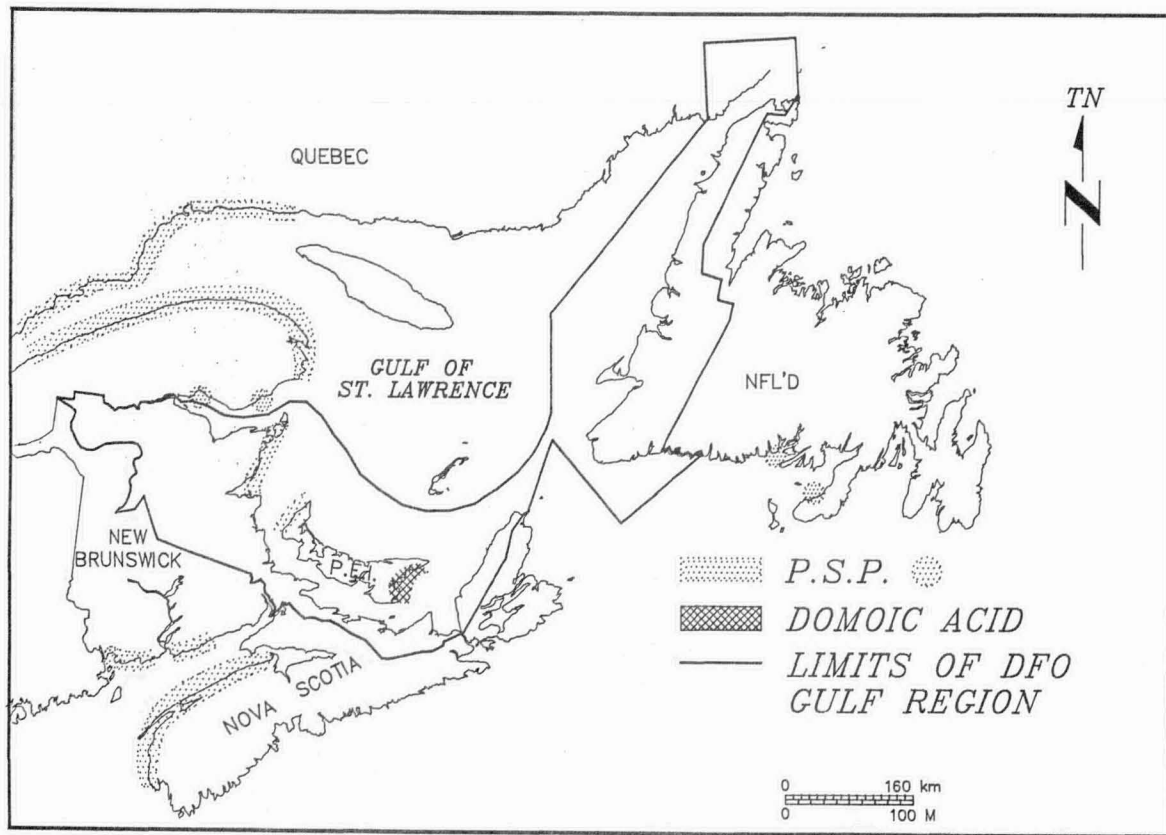 TN
N
QUEBEC
GULF OF
ST. LAWRENCE
NFL'D
NEW
BRUNSWICK
P.E.I.
NOVA SCOTIA
P.S.P.
DOMOIC ACID
LIMITS OF DFO
GULF REGION
0 160 km
0 100 M